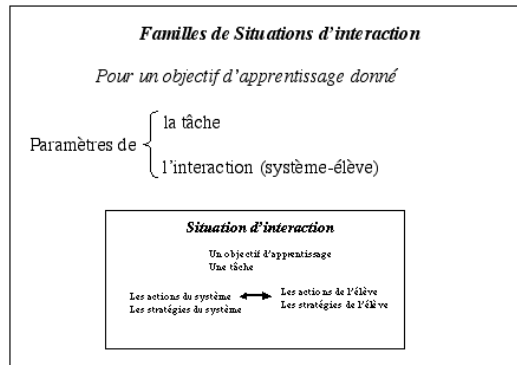 Familles de Situations d'interaction
Pour un objectif d'apprentissage donné
la tâche
Paramètres de
l'interaction (système-élève)
Situation d'interaction
Un objectif d'apprentissage
Une tâche
Les actions du système
Les stratégies du système
Les actions de l'élève
Les stratégies de l'élève